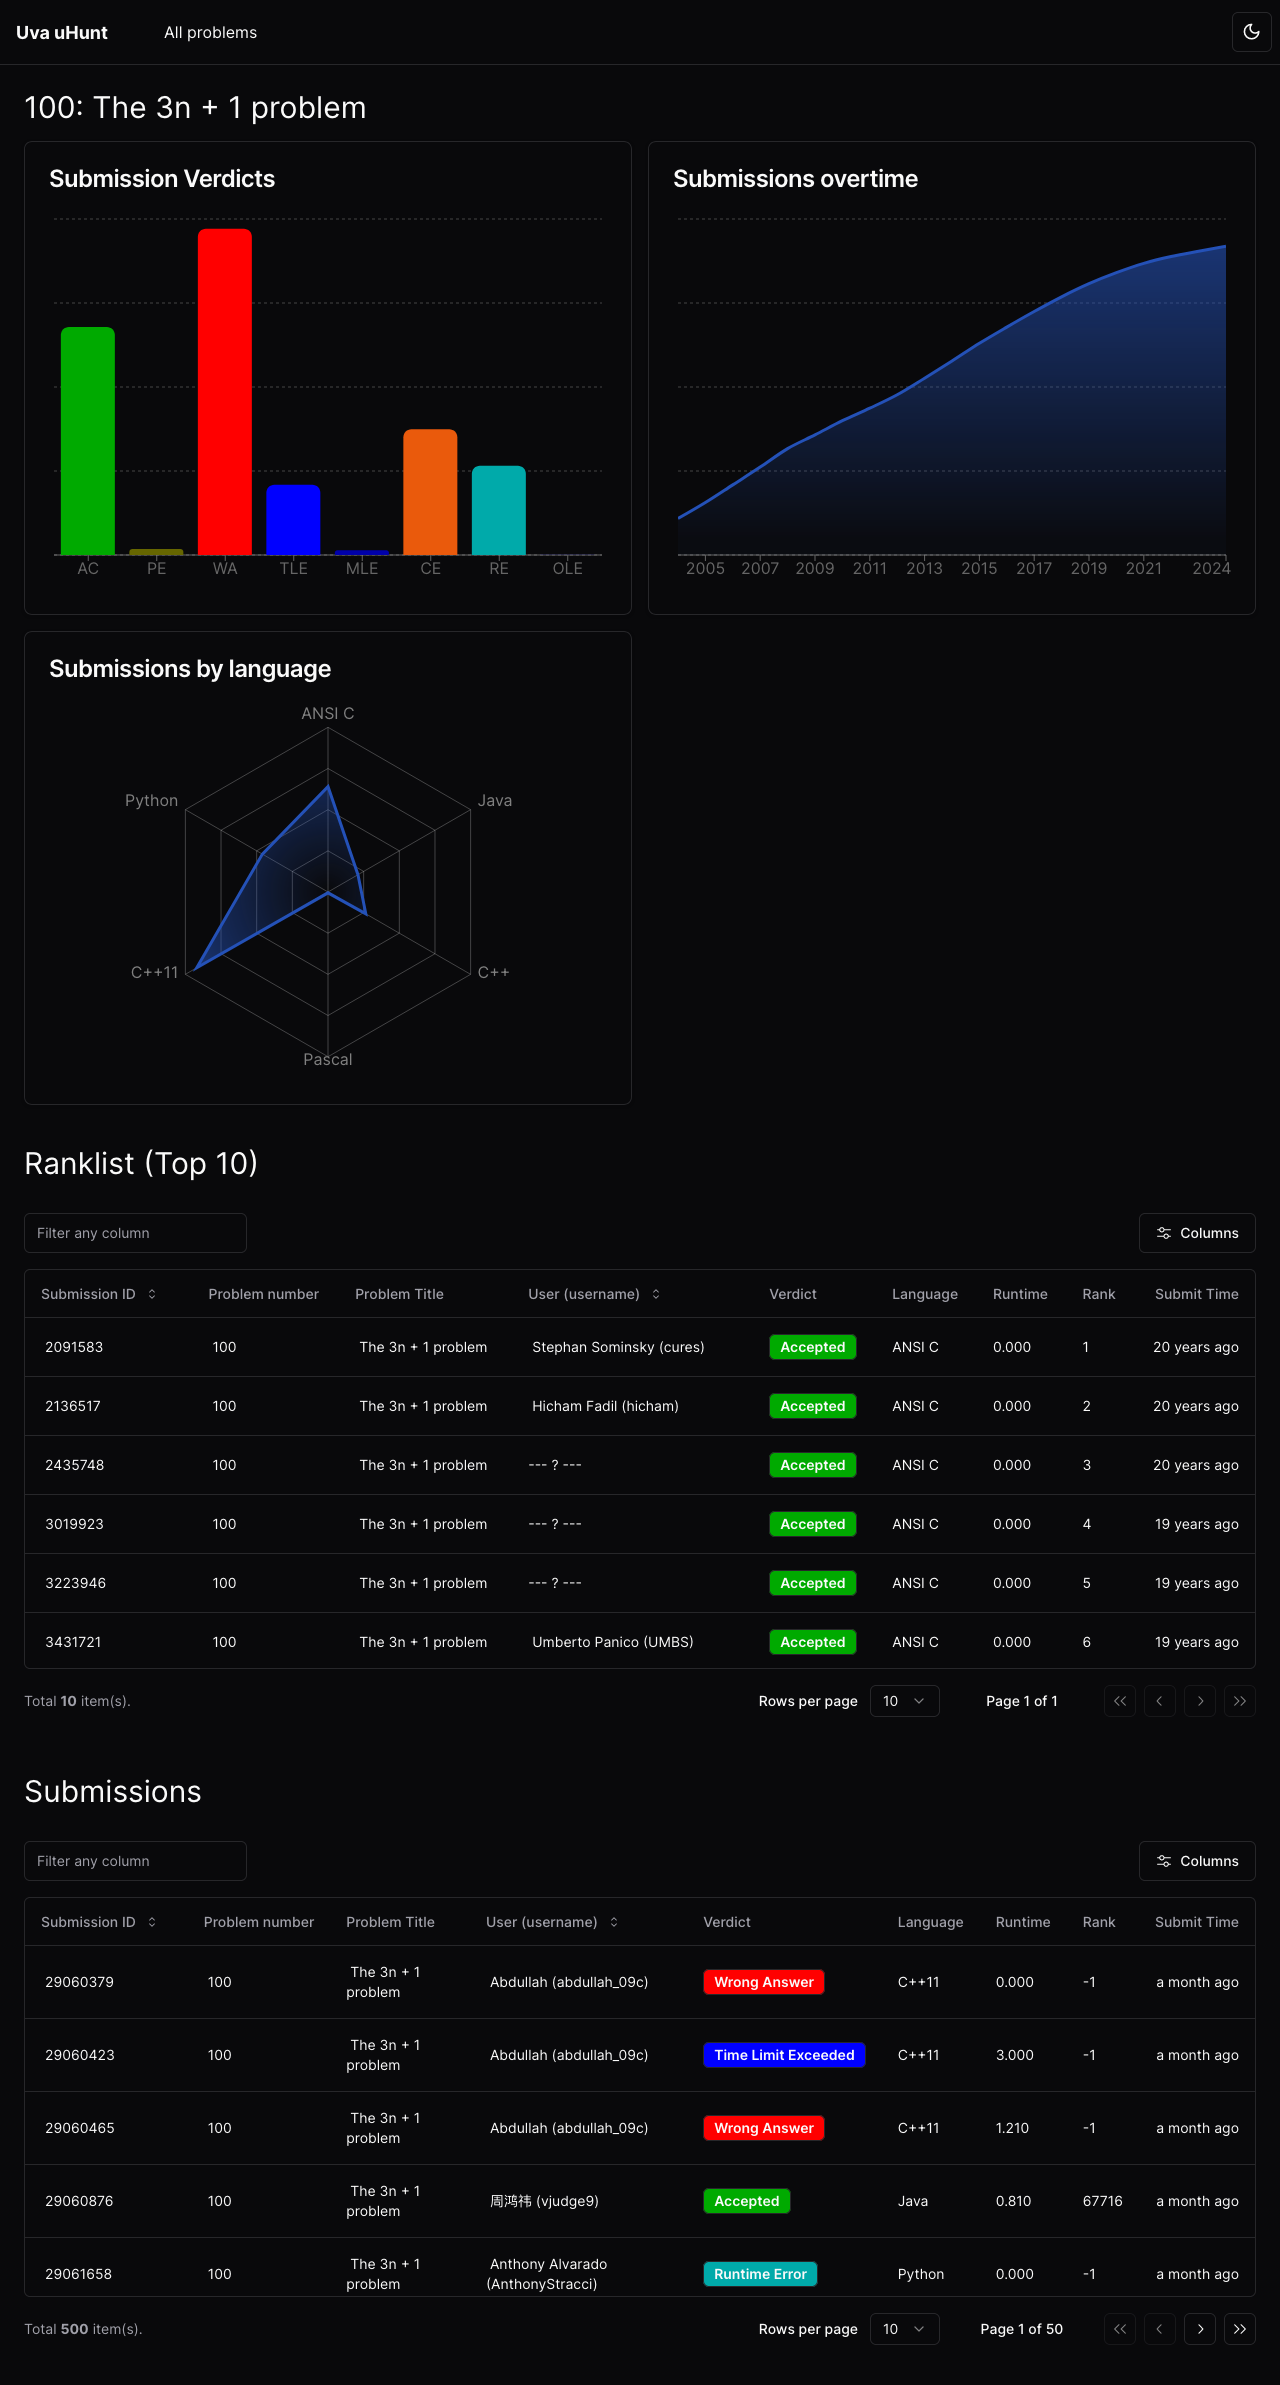 Uva uHunt All problems
100: The 3n + 1 problem
Submission Verdicts
AC PE WA TLE MLE CE RE OLE
Submissions overtime
2005 2007 2009 2011 2013 2015 2017 2019 2021 2024
Submissions by language
ANSI C
Python Java
C++11 C++
Pascal
Ranklist (Top 10)
Filter any column Columns
Submission ID Problem number Problem Title User (username) Verdict Language Runtime Rank Submit Time
2091583 100 The 3n + 1 problem Stephan Sominsky (cures) Accepted ANSI C 0.000 1 20 years ago
2136517 100 The 3n + 1 problem Hicham Fadil (hicham) Accepted ANSI C 0.000 2 20 years ago
2435748 100 The 3n + 1 problem --- ? --- Accepted ANSI C 0.000 3 20 years ago
3019923 100 The 3n + 1 problem --- ? --- Accepted ANSI C 0.000 4 19 years ago
3223946 100 The 3n + 1 problem --- ? --- Accepted ANSI C 0.000 5 19 years ago
3431721 100 The 3n + 1 problem Umberto Panico (UMBS) Accepted ANSI C 0.000 6 19 years ago
Total 10 item(s). Rows per page 10 Page 1 of 1
Submissions
Filter any column Columns
Submission ID Problem number Problem Title User (username) Verdict Language Runtime Rank Submit Time
29060379 100 The 3n + 1 problem Abdullah (abdullah_09c) Wrong Answer C++11 0.000 -1 a month ago
29060423 100 The 3n + 1 problem Abdullah (abdullah_09c) Time Limit Exceeded C++11 3.000 -1 a month ago
29060465 100 The 3n + 1 problem Abdullah (abdullah_09c) Wrong Answer C++11 1.210 -1 a month ago
29060876 100 The 3n + 1 problem 周鸿祎 (vjudge9) Accepted Java 0.810 67716 a month ago
29061658 100 The 3n + 1 problem Anthony Alvarado (AnthonyStracci) Runtime Error Python 0.000 -1 a month ago
Total 500 item(s). Rows per page 10 Page 1 of 50